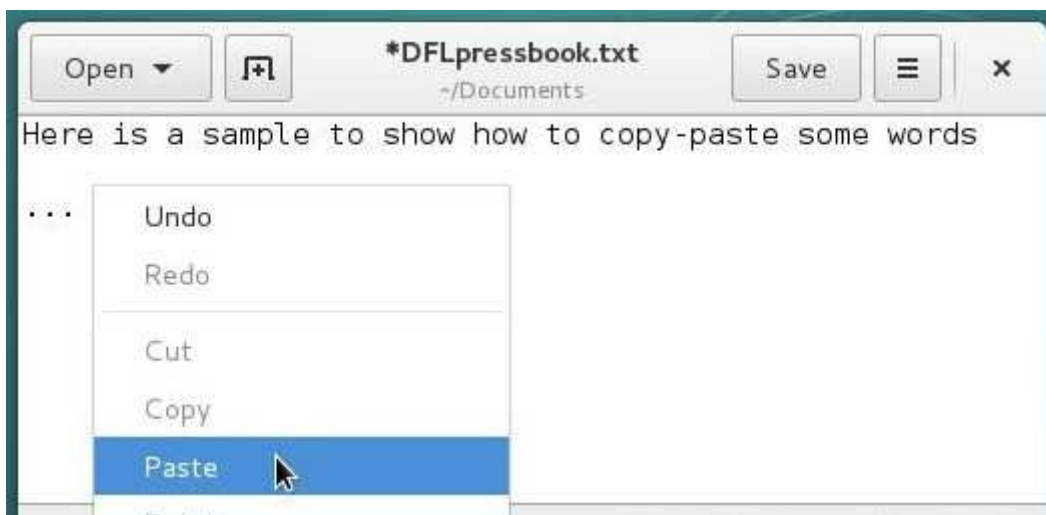 Open
*DFLpressbook.txt
~/Documents
Save
Here is a sample to show how to copy-paste some words
...
Undo
Redo
Cut
Copy
Paste